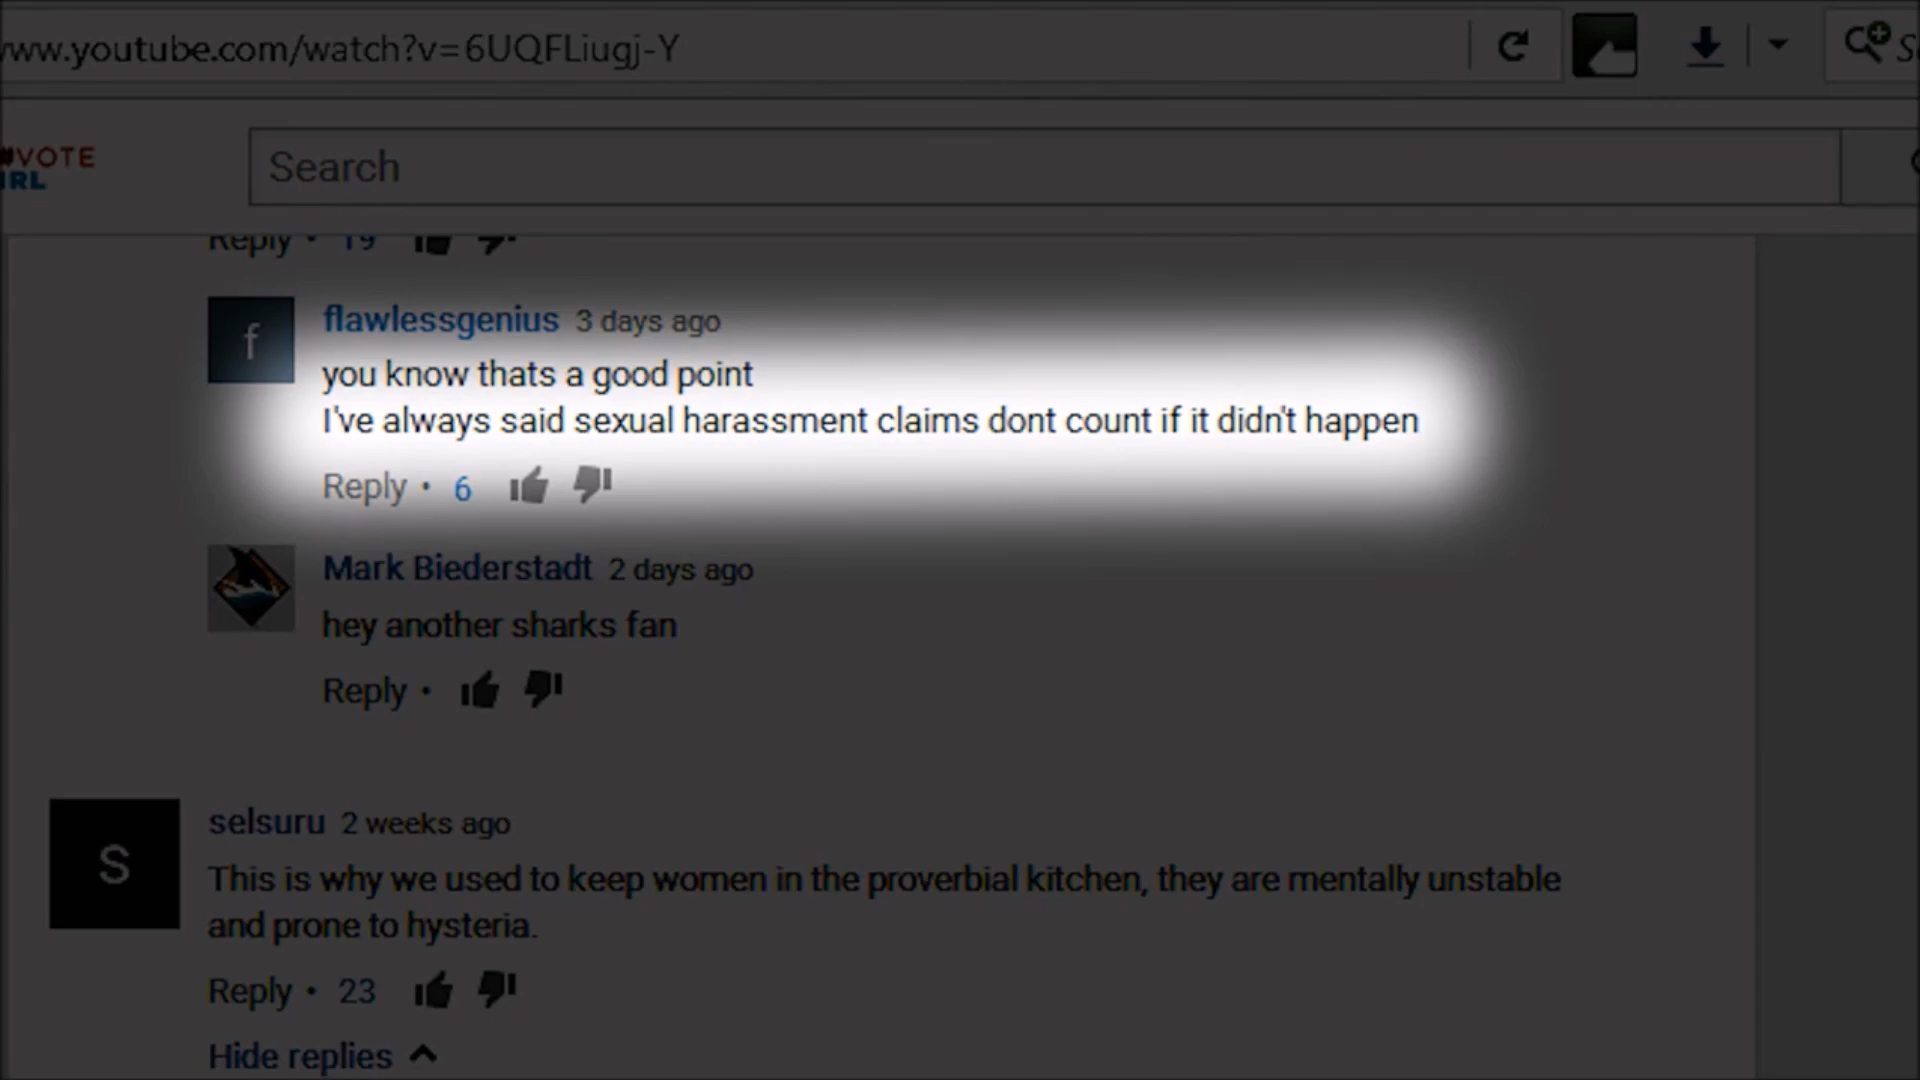 www.youtube.com/watch?v=6UQFLiugj-Y
#VOTE
IRL
Search
Reply • 19
f
flawlessgenius 3 days ago
you know thats a good point
I've always said sexual harassment claims dont count if it didn't happen
Reply • 6
Mark Biederstadt 2 days ago
hey another sharks fan
Reply •
S
selsuru 2 weeks ago
This is why we used to keep women in the proverbial kitchen, they are mentally unstable
and prone to hysteria.
Reply • 23
Hide replies